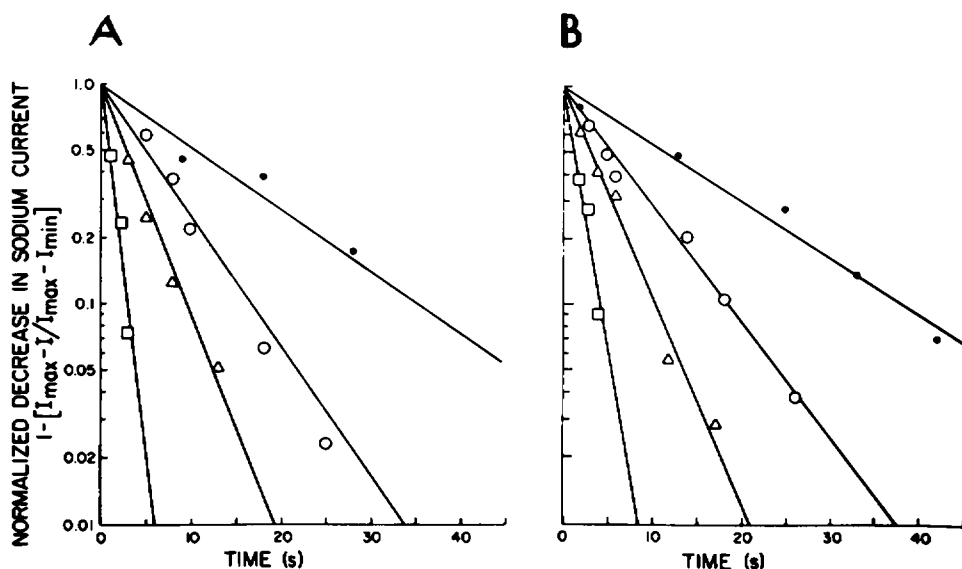 A
B
NORMALIZED DECREASE IN SODIUM CURRENT
1-[Imax-I/Imax-Imin]
1.0
0.5
0.2
0.1
0.05
0.02
0.01
0 10 20 30 40
TIME (s)
0 10 20 30 40
TIME (s)